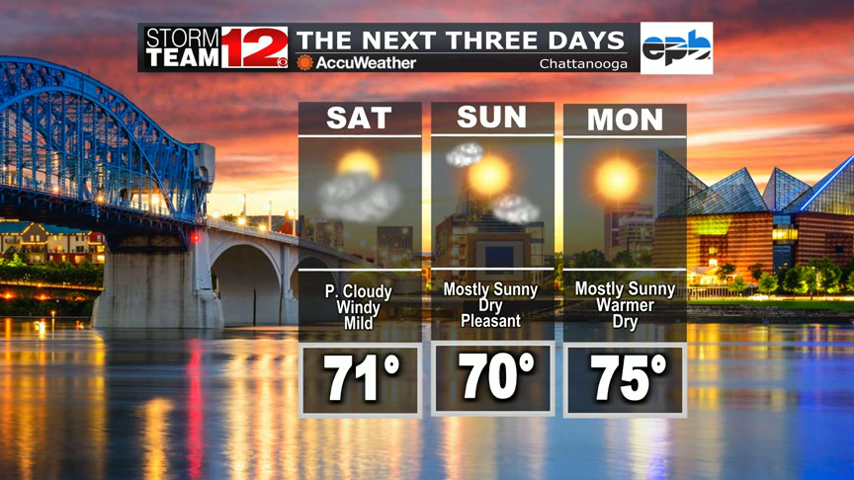 STORM TEAM 12
THE NEXT THREE DAYS
AccuWeather
Chattanooga
epb
SAT
SUN
MON
P. Cloudy
Windy
Mild
Mostly Sunny
Dry
Pleasant
Mostly Sunny
Warmer
Dry
71°
70°
75°